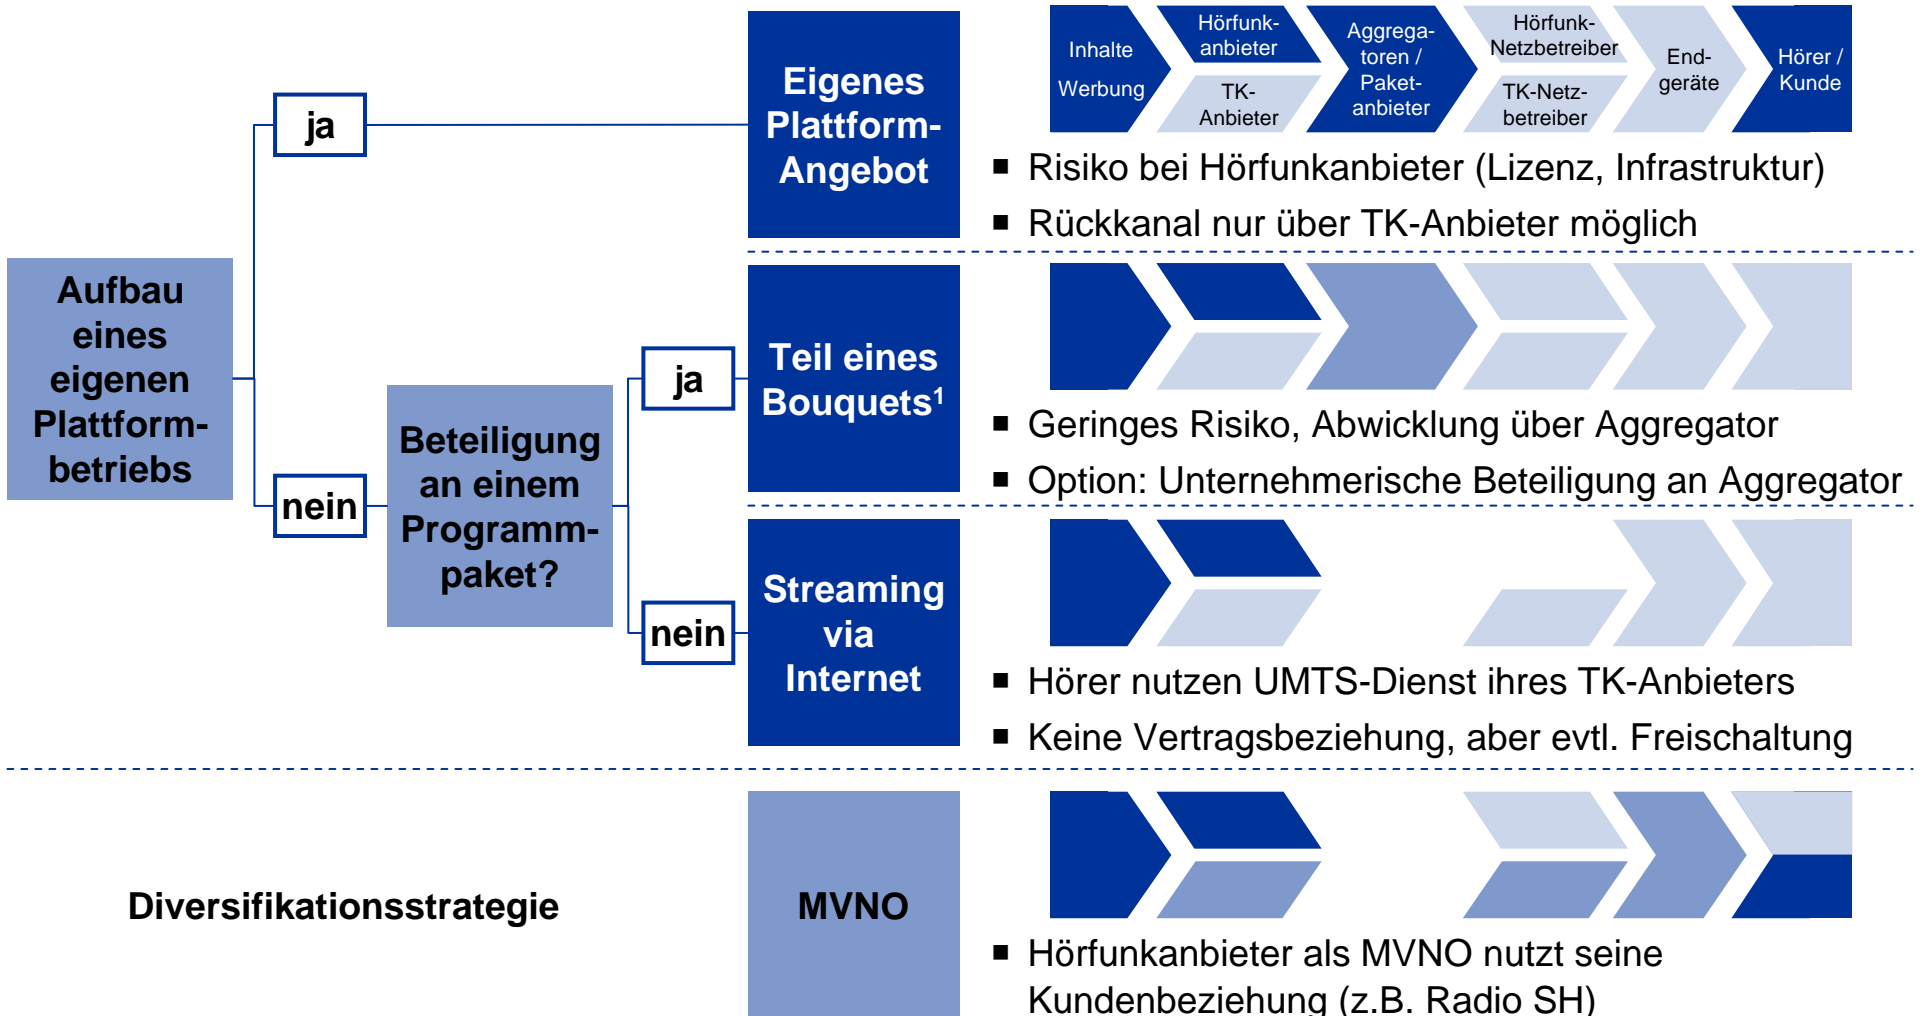 Aufbau
eines
eigenen
Plattform-
betriebs
ja
nein
Beteiligung
an einem
Programm-
paket?
ja
nein
Eigenes
Plattform-
Angebot
Inhalte
Werbung
Hörfunk-
anbieter
TK-
Anbieter
Aggrega-
toren /
Paket-
anbieter
Hörfunk-
Netzbetreiber
TK-Netz-
betreiber
End-
geräte
Hörer /
Kunde
■ Risiko bei Hörfunkanbieter (Lizenz, Infrastruktur)
■ Rückkanal nur über TK-Anbieter möglich
Teil eines
Bouquets¹
■ Geringes Risiko, Abwicklung über Aggregator
■ Option: Unternehmerische Beteiligung an Aggregator
Streaming
via
Internet
■ Hörer nutzen UMTS-Dienst ihres TK-Anbieters
■ Keine Vertragsbeziehung, aber evtl. Freischaltung
Diversifikationsstrategie
MVNO
■ Hörfunkanbieter als MVNO nutzt seine
Kundenbeziehung (z.B. Radio SH)